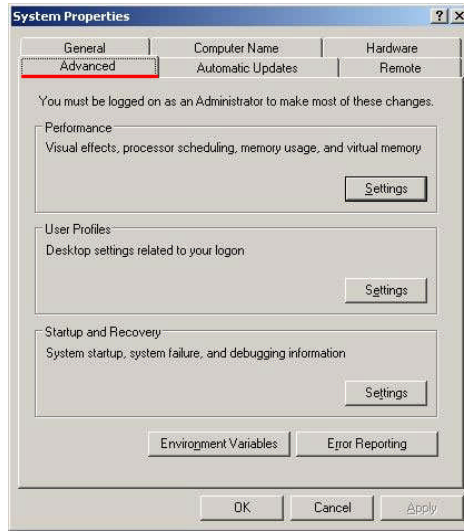 System Properties
General Computer Name Hardware
Advanced Automatic Updates Remote
You must be logged on as an Administrator to make most of these changes.
Performance
Visual effects, processor scheduling, memory usage, and virtual memory
Settings
User Profiles
Desktop settings related to your logon
Settings
Startup and Recovery
System startup, system failure, and debugging information
Settings
Environment Variables Error Reporting
OK Cancel Apply